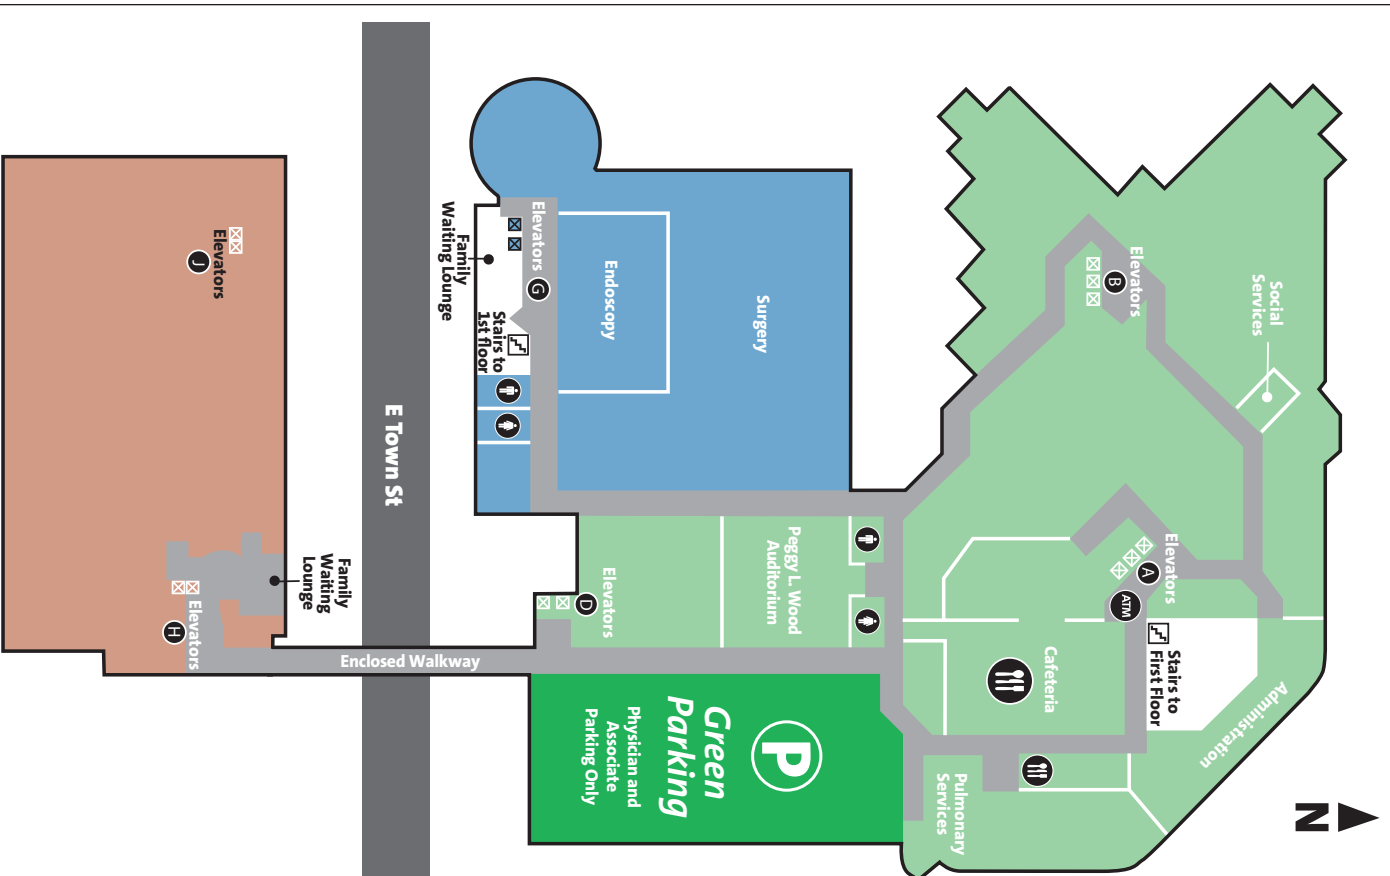 Elevators
J
Family
Waiting Lounge
Elevators
G
Stairs to
1st floor
Endoscopy
Surgery
Elevators
B
Social
Services
E Town St
Family
Waiting
Lounge
Elevators
H
Enclosed Walkway
Elevators
D
Peggy L. Wood
Auditorium
Elevators
A
ATM
Stairs to
First Floor
Cafeteria
Administration
Green
Parking
P
Physician and
Associate
Parking Only
Pulmonary
Services
N